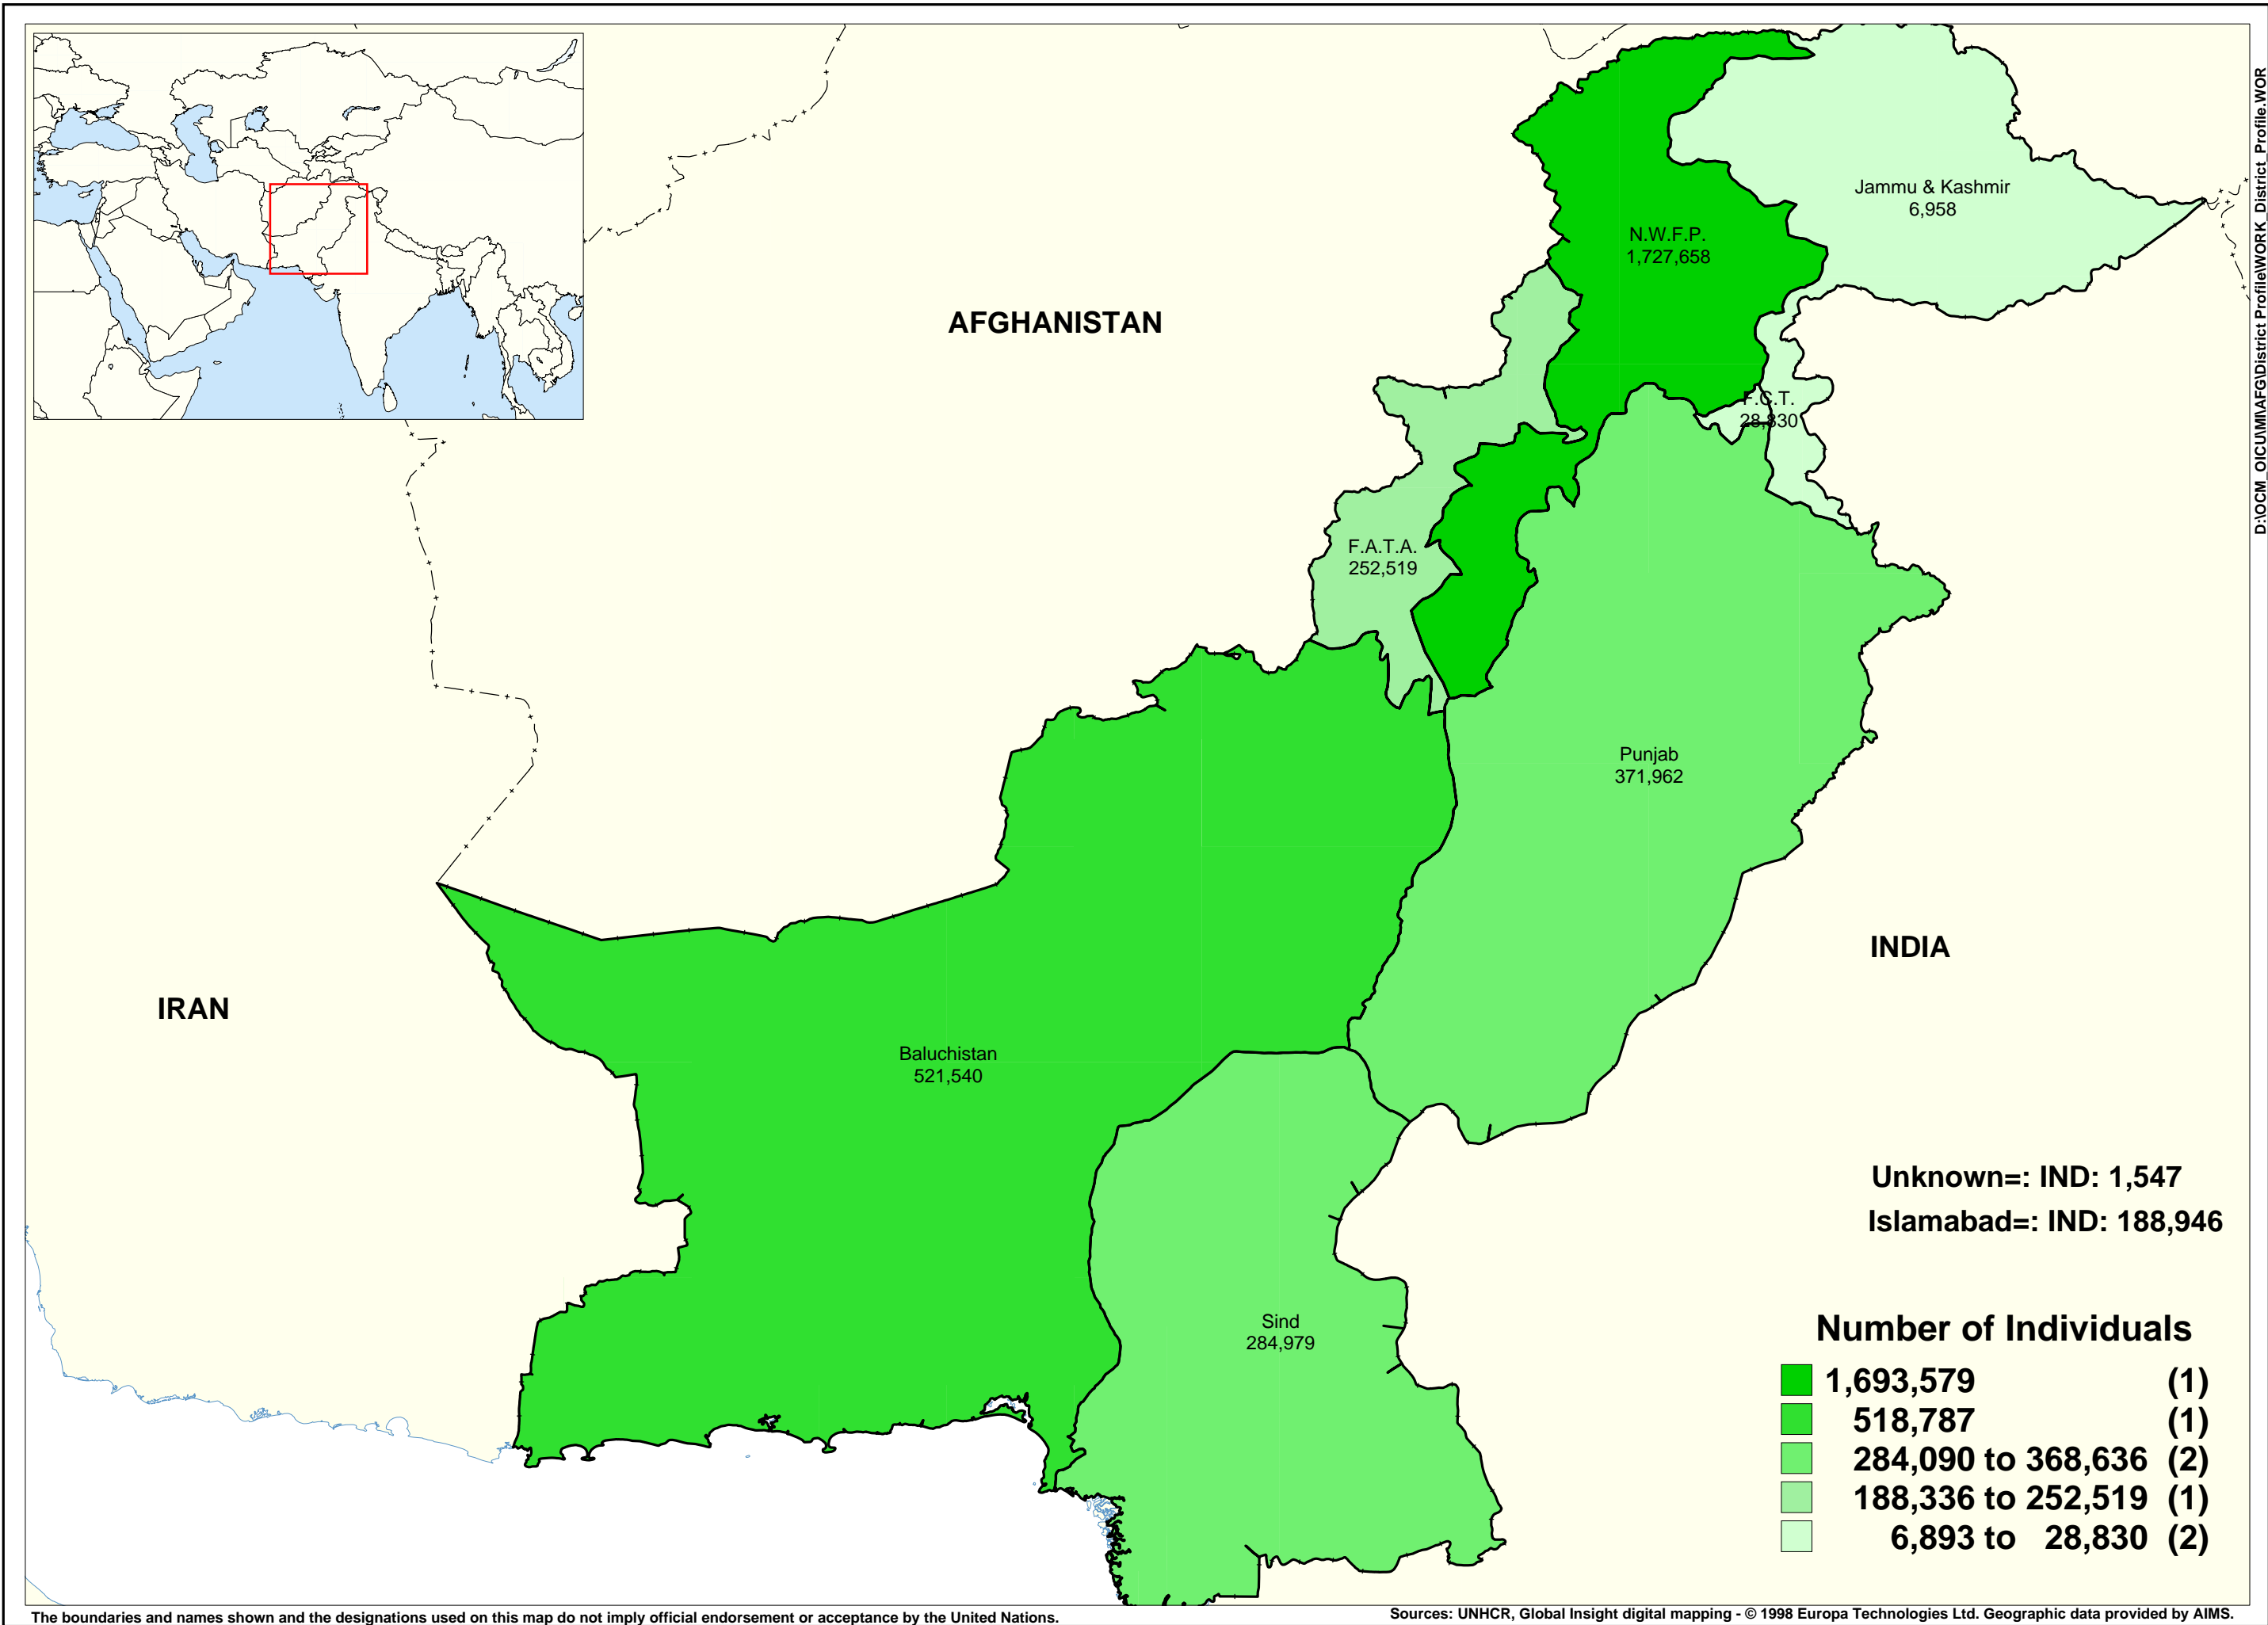 D:\OCM_OICU\MI\AFG\District Profile\WORK_District_Profile.WOR
Jammu & Kashmir
6,958
N.W.F.P.
1,727,658
AFGHANISTAN
F.C.T.
28,830
F.A.T.A.
252,519
Punjab
371,962
INDIA
IRAN
Baluchistan
521,540
Unknown=: IND: 1,547
Islamabad=: IND: 188,946
Sind
284,979
Number of Individuals
1,693,579 (1)
518,787 (1)
284,090 to 368,636 (2)
188,336 to 252,519 (1)
6,893 to 28,830 (2)
The boundaries and names shown and the designations used on this map do not imply official endorsement or acceptance by the United Nations.
Sources: UNHCR, Global Insight digital mapping - © 1998 Europa Technologies Ltd. Geographic data provided by AIMS.